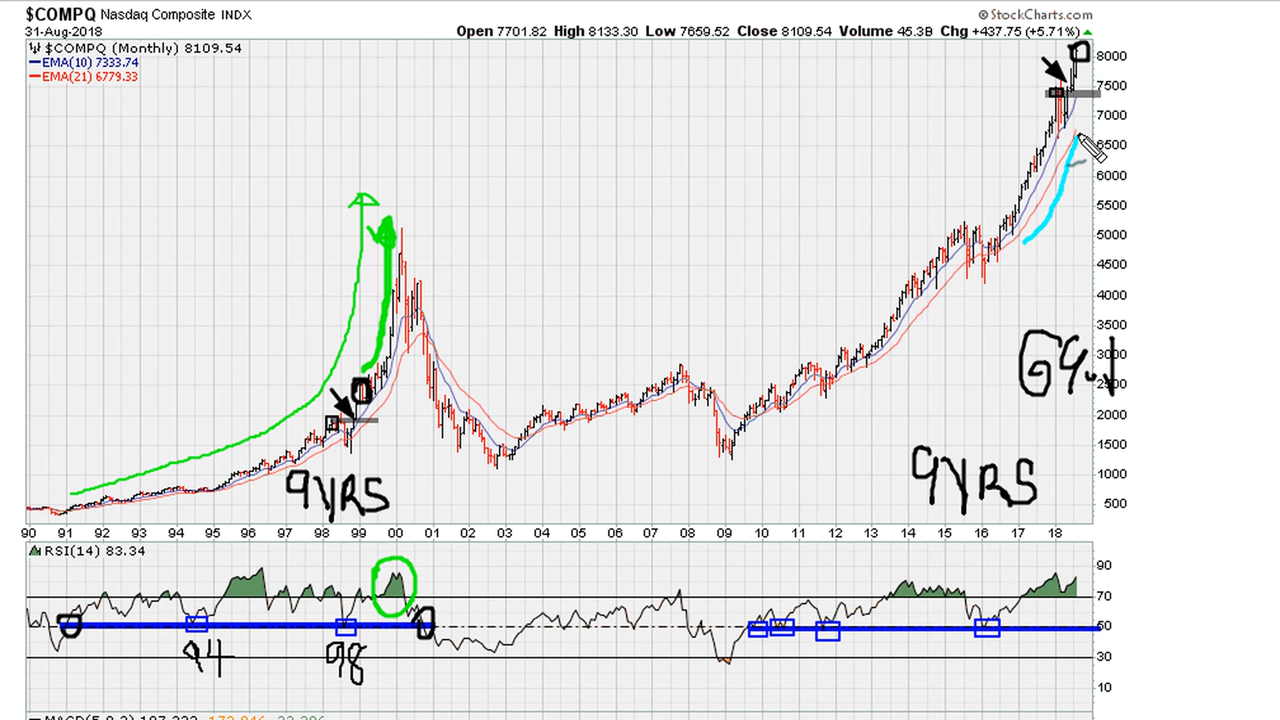 $COMPQ Nasdaq Composite INDX
© StockCharts.com
31-Aug-2018
Open 7701.82 High 8133.30 Low 7659.52 Close 8109.54 Volume 45.3B Chg +437.75 (+5.71%)
$COMPQ (Monthly) 8109.54
EMA(10) 7333.74
EMA(21) 6779.33
8000
7500
7000
6500
6000
5500
5000
4500
4000
3500
3000
2500
2000
1500
1000
500
9YRS
9YRS
90 91 92 93 94 95 96 97 98 99 00 01 02 03 04 05 06 07 08 09 10 11 12 13 14 15 16 17 18
RSI(14) 83.34
90
70
50
30
10
94
98